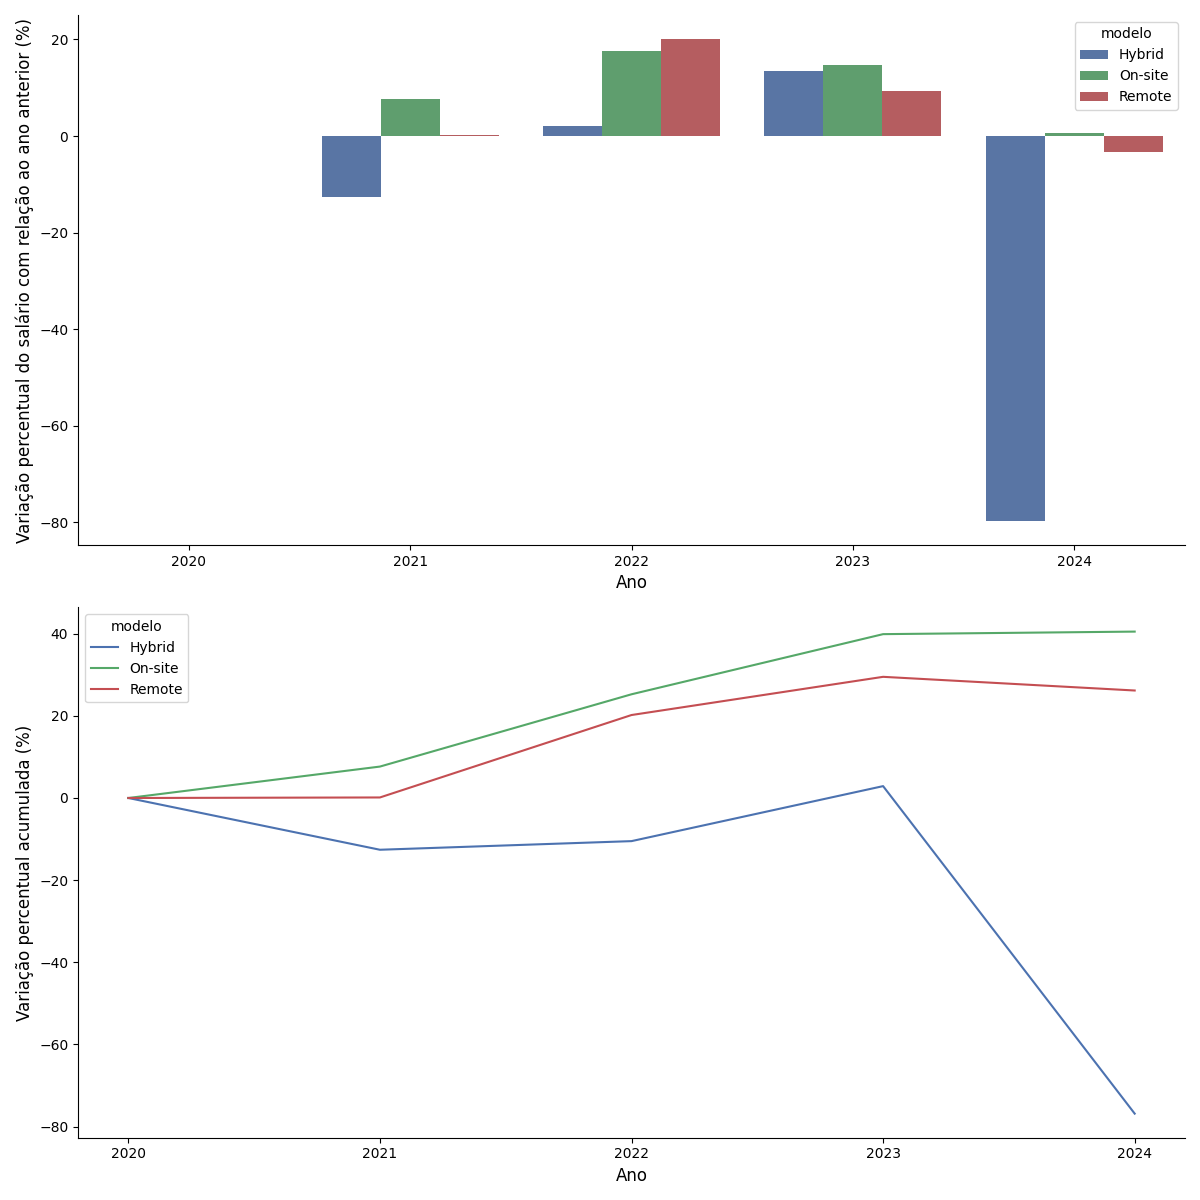 Variação percentual do salário com relação ao ano anterior (%)
20
0
−20
−40
−60
−80
modelo
Hybrid
On-site
Remote
2020 2021 2022 2023 2024
Ano
Variação percentual acumulada (%)
40
20
0
−20
−40
−60
−80
modelo
Hybrid
On-site
Remote
2020 2021 2022 2023 2024
Ano